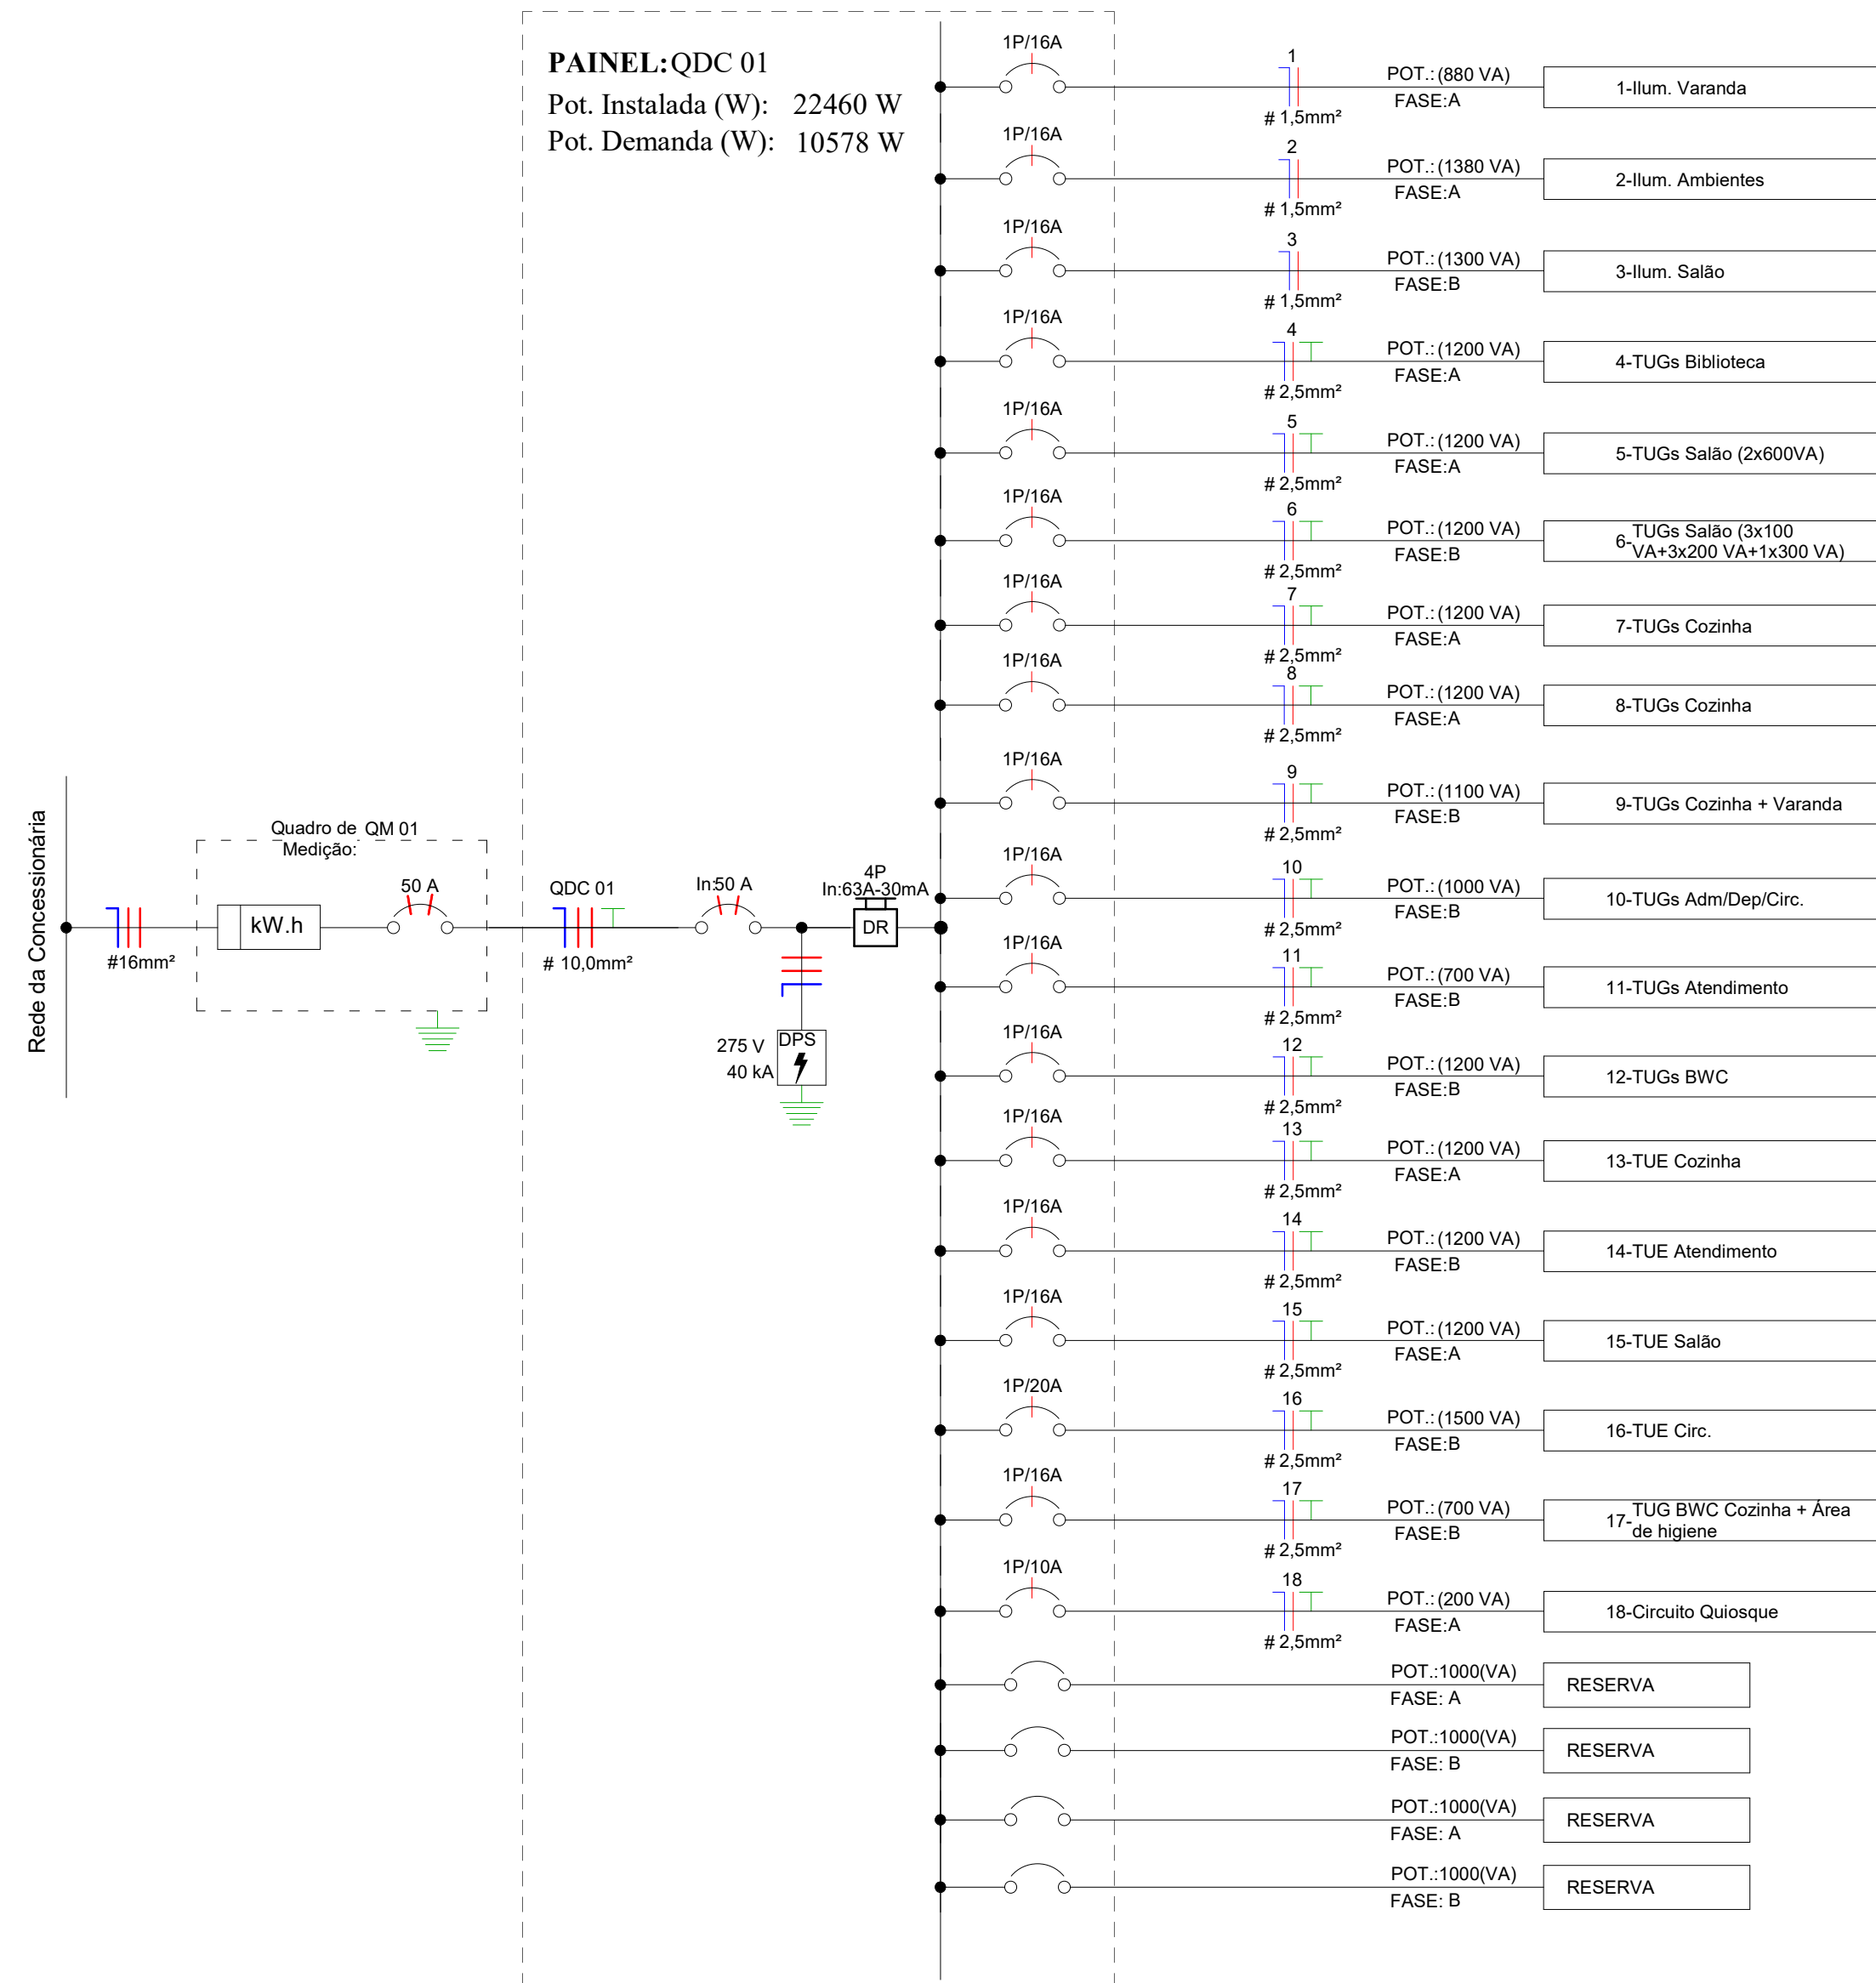 PAINEL: QDC 01
Pot. Instalada (W): 22460 W
Pot. Demanda (W): 10578 W
Rede da Concessionária
#16mm²
Quadro de QM 01
Medição:
kW.h
50 A
QDC 01
# 10,0mm²
In:50 A
4P
In:63A-30mA
DR
275 V
40 kA
DPS
1P/16A
1
# 1,5mm²
POT.:(880 VA)
FASE:A
1-Ilum. Varanda
1P/16A
2
# 1,5mm²
POT.:(1380 VA)
FASE:A
2-Ilum. Ambientes
1P/16A
3
# 1,5mm²
POT.:(1300 VA)
FASE:B
3-Ilum. Salão
1P/16A
4
# 2,5mm²
POT.:(1200 VA)
FASE:A
4-TUGs Biblioteca
1P/16A
5
# 2,5mm²
POT.:(1200 VA)
FASE:A
5-TUGs Salão (2x600VA)
1P/16A
6
# 2,5mm²
POT.:(1200 VA)
FASE:B
6-TUGs Salão (3x100
VA+3x200 VA+1x300 VA)
1P/16A
7
# 2,5mm²
POT.:(1200 VA)
FASE:A
7-TUGs Cozinha
1P/16A
8
# 2,5mm²
POT.:(1200 VA)
FASE:A
8-TUGs Cozinha
1P/16A
9
# 2,5mm²
POT.:(1100 VA)
FASE:B
9-TUGs Cozinha + Varanda
1P/16A
10
# 2,5mm²
POT.:(1000 VA)
FASE:B
10-TUGs Adm/Dep/Circ.
1P/16A
11
# 2,5mm²
POT.:(700 VA)
FASE:B
11-TUGs Atendimento
1P/16A
12
# 2,5mm²
POT.:(1200 VA)
FASE:B
12-TUGs BWC
1P/16A
13
# 2,5mm²
POT.:(1200 VA)
FASE:A
13-TUE Cozinha
1P/16A
14
# 2,5mm²
POT.:(1200 VA)
FASE:B
14-TUE Atendimento
1P/16A
15
# 2,5mm²
POT.:(1200 VA)
FASE:A
15-TUE Salão
1P/20A
16
# 2,5mm²
POT.:(1500 VA)
FASE:B
16-TUE Circ.
1P/16A
17
# 2,5mm²
POT.:(700 VA)
FASE:B
17-TUG BWC Cozinha + Área
de higiene
1P/10A
18
# 2,5mm²
POT.:(200 VA)
FASE:A
18-Circuito Quiosque
POT.:1000(VA)
FASE: A
RESERVA
POT.:1000(VA)
FASE: B
RESERVA
POT.:1000(VA)
FASE: A
RESERVA
POT.:1000(VA)
FASE: B
RESERVA